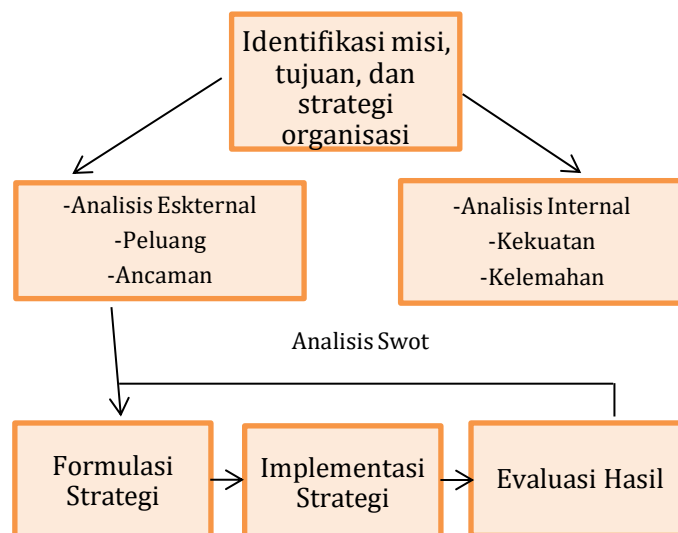 Identifikasi misi,
tujuan, dan
strategi
organisasi
-Analisis Eskternal
-Peluang
-Ancaman
-Analisis Internal
-Kekuatan
-Kelemahan
Analisis Swot
Formulasi
Strategi
Implementasi
Strategi
Evaluasi Hasil